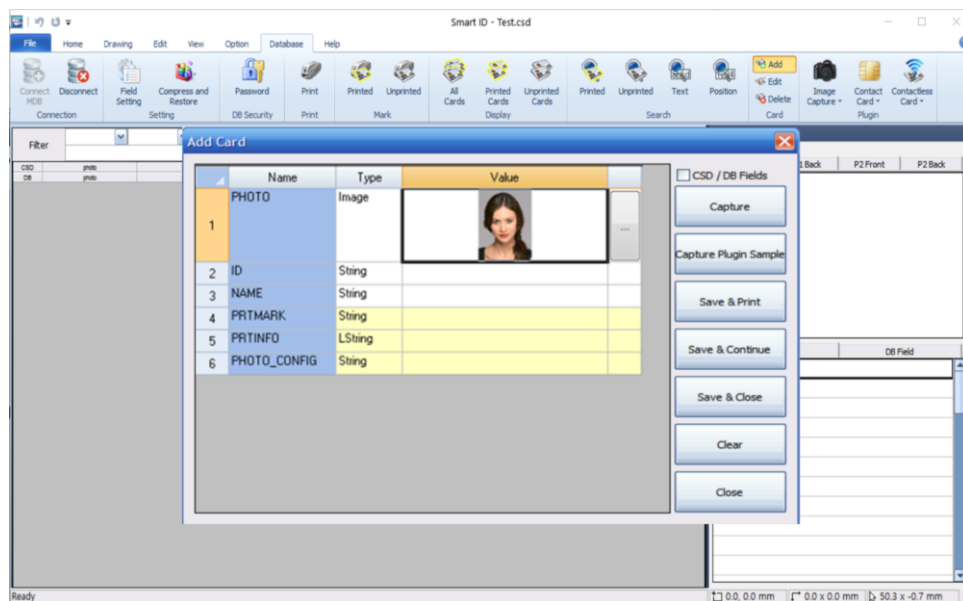 Smart ID - Test.csd
File Home Drawing Edit View Option Database Help
Connect MDB
Disconnect
Connection
Field Setting
Compress and Restore
Setting
Password
DB Security
Print
Print
Printed
Unprinted
Mark
All Cards
Printed Cards
Unprinted Cards
Display
Printed
Unprinted
Text
Position
Search
Add
Edit
Delete
Card
Image Capture
Contact Card
Contactless Card
Plugin
Filter
CSD photo
DB photo
1 Back P2 Front P2 Back
Add Card
Name Type Value
1 PHOTO Image ...
2 ID String
3 NAME String
4 PRTMARK String
5 PRTINFO LString
6 PHOTO_CONFIG String
CSD / DB Fields
Capture
Capture Plugin Sample
Save & Print
Save & Continue
Save & Close
Clear
Close
DB Field
Ready
0.0, 0.0 mm 0.0 x 0.0 mm 50.3 x -0.7 mm